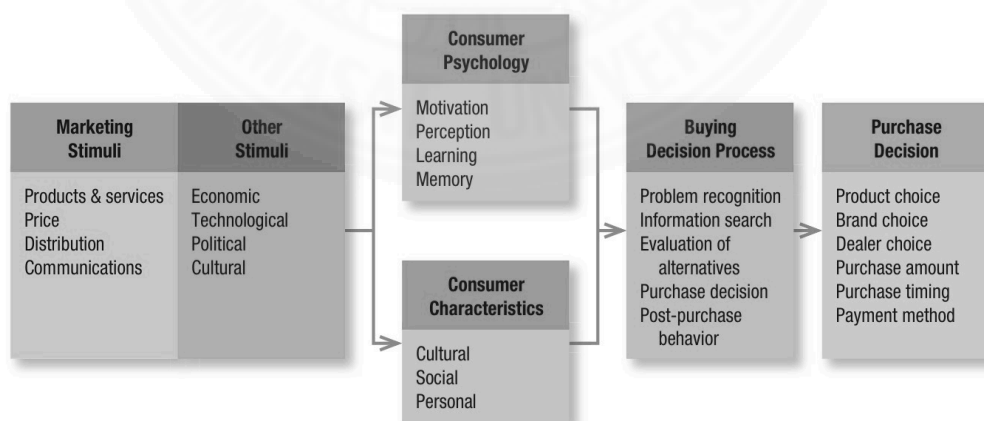 Marketing
Stimuli
Products & services
Price
Distribution
Communications
Other
Stimuli
Economic
Technological
Political
Cultural
Consumer
Psychology
Motivation
Perception
Learning
Memory
Consumer
Characteristics
Cultural
Social
Personal
Buying
Decision Process
Problem recognition
Information search
Evaluation of
alternatives
Purchase decision
Post-purchase
behavior
Purchase
Decision
Product choice
Brand choice
Dealer choice
Purchase amount
Purchase timing
Payment method